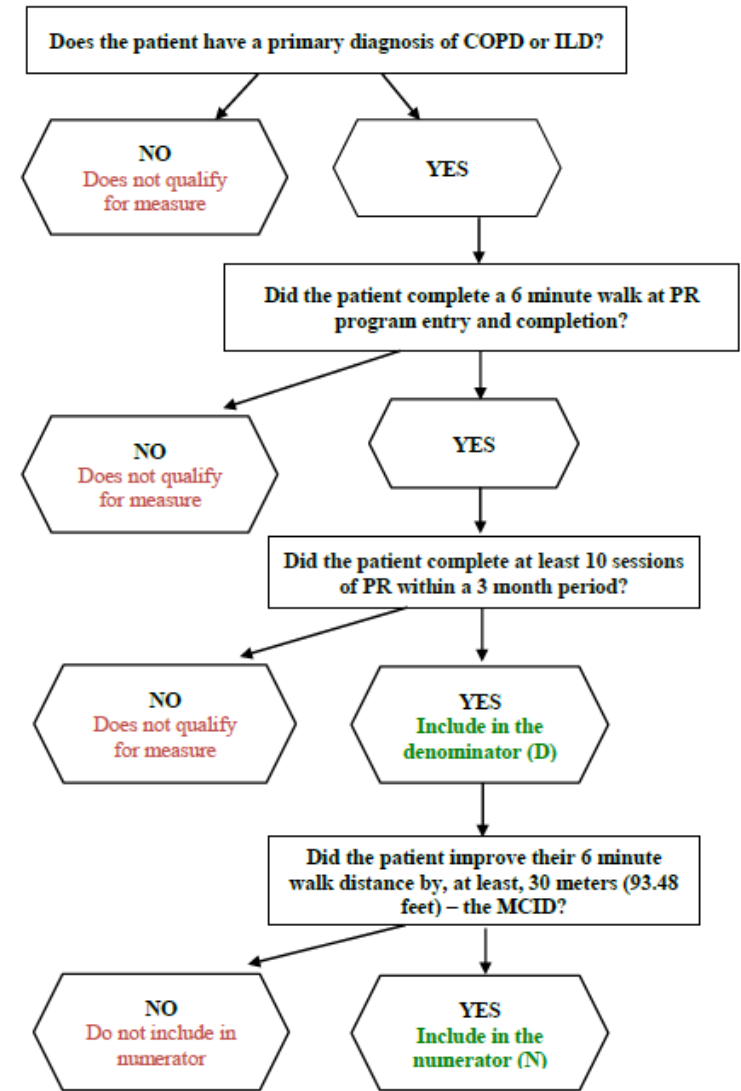 Does the patient have a primary diagnosis of COPD or ILD?
NO
Does not qualify
for measure
YES
Did the patient complete a 6 minute walk at PR
program entry and completion?
NO
Does not qualify
for measure
YES
Did the patient complete at least 10 sessions
of PR within a 3 month period?
NO
Does not qualify
for measure
YES
Include in the
denominator (D)
Did the patient improve their 6 minute
walk distance by, at least, 30 meters (93.48
feet) – the MCID?
NO
Do not include in
numerator
YES
Include in the
numerator (N)